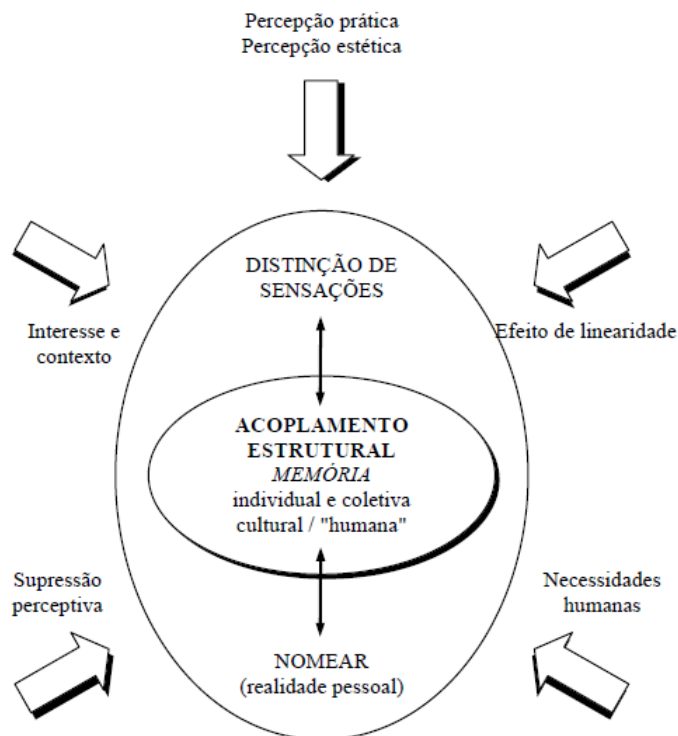 Percepção prática
Percepção estética
DISTINÇÃO DE
SENSAÇÕES
Interesse e
contexto
Efeito de linearidade
ACOPLAMENTO
ESTRUTURAL
MEMÓRIA
individual e coletiva
cultural / "humana"
Supressão
perceptiva
Necessidades
humanas
NOMEAR
(realidade pessoal)